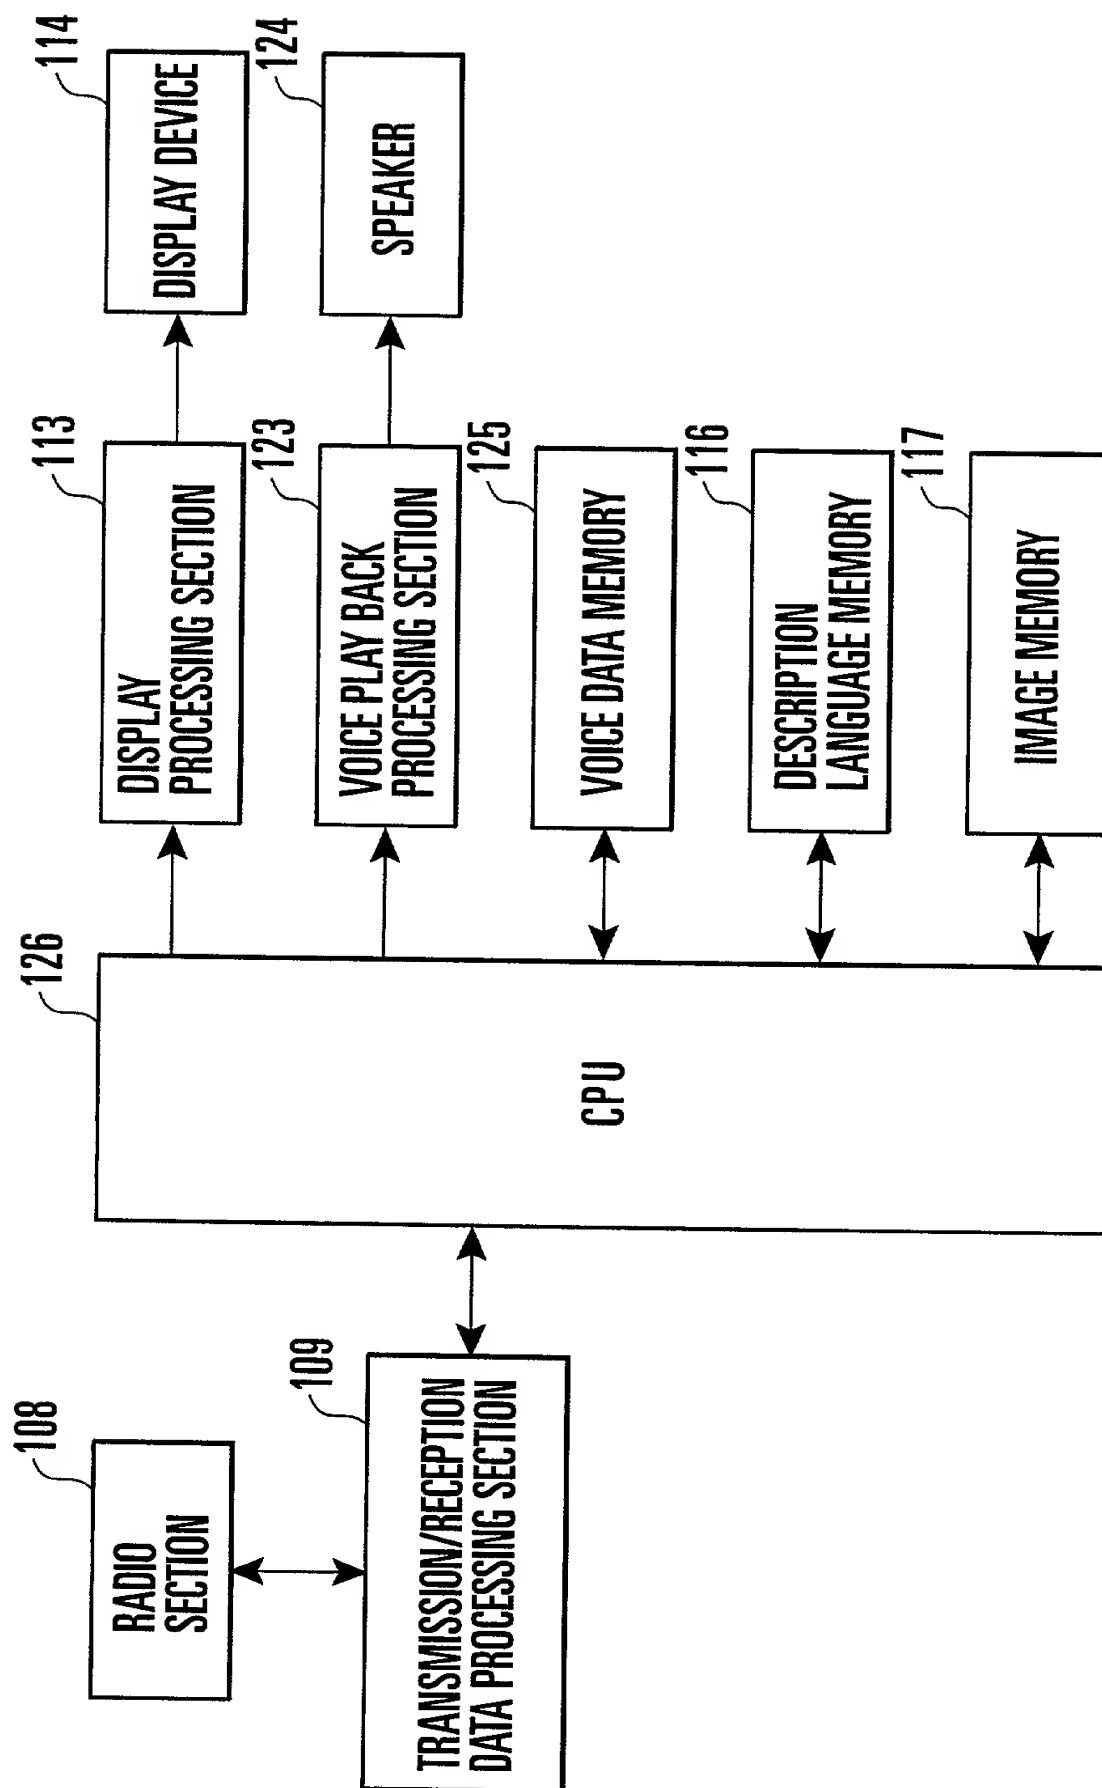 108
RADIO
SECTION
109
TRANSMISSION/RECEPTION
DATA PROCESSING SECTION
126
CPU
113
DISPLAY
PROCESSING SECTION
114
DISPLAY DEVICE
123
VOICE PLAY BACK
PROCESSING SECTION
124
SPEAKER
125
VOICE DATA MEMORY
116
DESCRIPTION
LANGUAGE MEMORY
117
IMAGE MEMORY